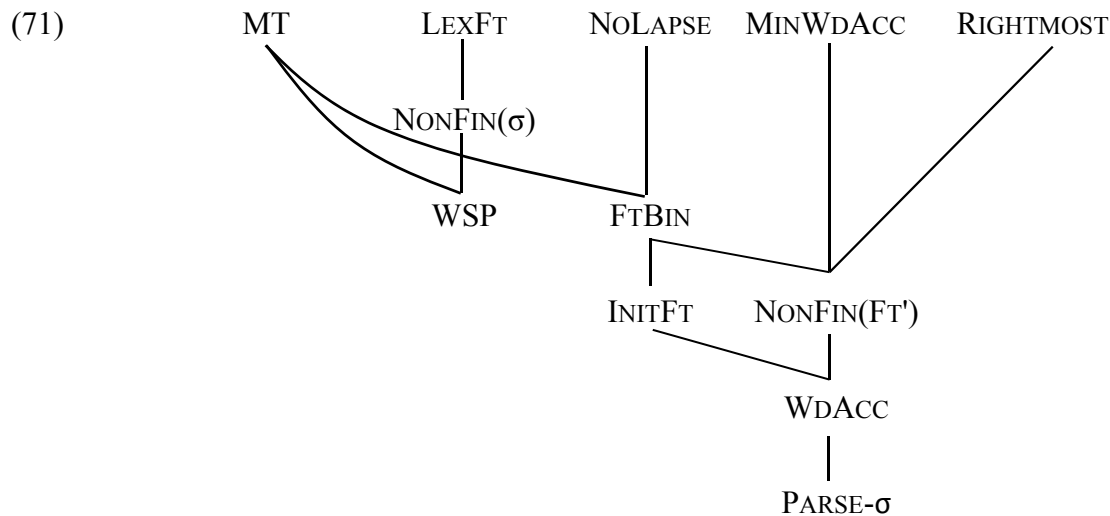 (71) MT LEXFT NOLAPSE MINWDACC RIGHTMOST
NONFIN(σ)
WSP FTBIN
INITFT NONFIN(FT')
WDACC
PARSE-σ